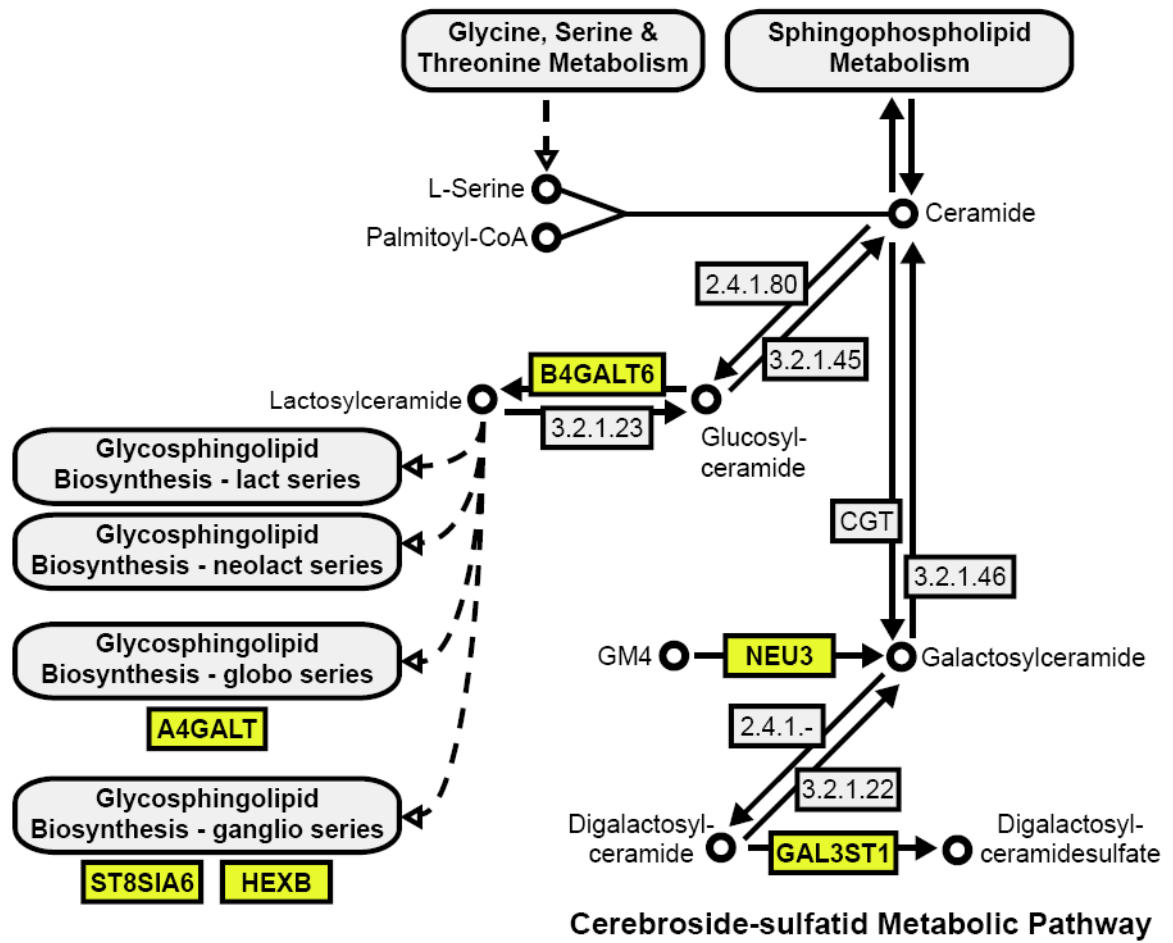 Glycine, Serine &
Threonine Metabolism
Sphingophospholipid
Metabolism
L-Serine
Palmitoyl-CoA
Ceramide
2.4.1.80
3.2.1.45
B4GALT6
Lactosylceramide
3.2.1.23
Glucosyl-
ceramide
Glycosphingolipid
Biosynthesis - lact series
Glycosphingolipid
Biosynthesis - neolact series
CGT
3.2.1.46
Glycosphingolipid
Biosynthesis - globo series
A4GALT
GM4
NEU3
Galactosylceramide
2.4.1.-
3.2.1.22
Glycosphingolipid
Biosynthesis - ganglio series
ST8SIA6
HEXB
Digalactosyl-
ceramide
GAL3ST1
Digalactosyl-
ceramidesulfate
Cerebroside-sulfatid Metabolic Pathway